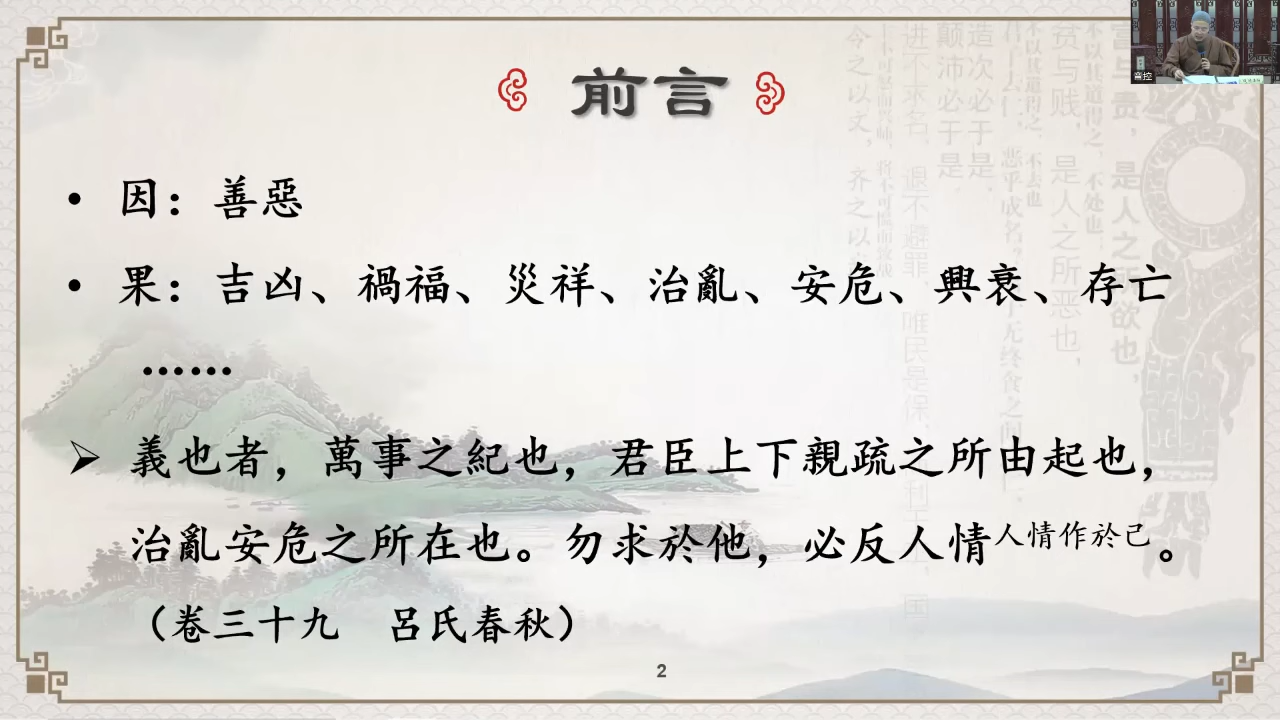 前言
• 因：善惡
• 果：吉凶、禍福、災祥、治亂、安危、興衰、存亡
……
➢ 義也者，萬事之紀也，君臣上下親疏之所由起也，
治亂安危之所在也。勿求於他，必反人情人情作於己。
（卷三十九　呂氏春秋）
2
音控